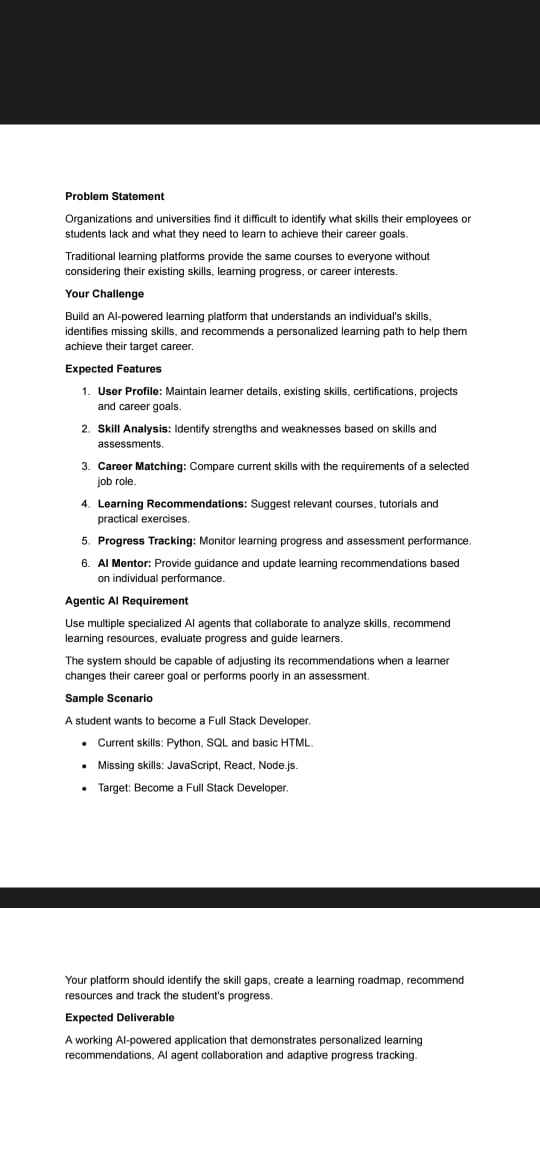 Problem Statement
Organizations and universities find it difficult to identify what skills their employees or
students lack and what they need to learn to achieve their career goals.
Traditional learning platforms provide the same courses to everyone without
considering their existing skills, learning progress, or career interests.
Your Challenge
Build an AI-powered learning platform that understands an individual's skills,
identifies missing skills, and recommends a personalized learning path to help them
achieve their target career.
Expected Features
1. User Profile: Maintain learner details, existing skills, certifications, projects
and career goals.
2. Skill Analysis: Identify strengths and weaknesses based on skills and
assessments.
3. Career Matching: Compare current skills with the requirements of a selected
job role.
4. Learning Recommendations: Suggest relevant courses, tutorials and
practical exercises.
5. Progress Tracking: Monitor learning progress and assessment performance.
6. AI Mentor: Provide guidance and update learning recommendations based
on individual performance.
Agentic AI Requirement
Use multiple specialized AI agents that collaborate to analyze skills, recommend
learning resources, evaluate progress and guide learners.
The system should be capable of adjusting its recommendations when a learner
changes their career goal or performs poorly in an assessment.
Sample Scenario
A student wants to become a Full Stack Developer.
• Current skills: Python, SQL and basic HTML.
• Missing skills: JavaScript, React, Node.js.
• Target: Become a Full Stack Developer.
Your platform should identify the skill gaps, create a learning roadmap, recommend
resources and track the student's progress.
Expected Deliverable
A working AI-powered application that demonstrates personalized learning
recommendations, AI agent collaboration and adaptive progress tracking.